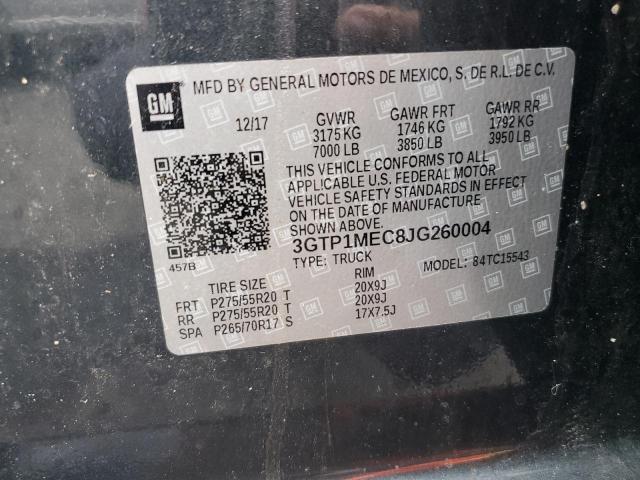 GM
MFD BY GENERAL MOTORS DE MEXICO, S. DE R.L. DE C.V.
12/17 GVWR GAWR FRT GAWR RR
3175 KG 1746 KG 1792 KG
7000 LB 3850 LB 3950 LB
THIS VEHICLE CONFORMS TO ALL
APPLICABLE U.S. FEDERAL MOTOR
VEHICLE SAFETY STANDARDS IN EFFECT
ON THE DATE OF MANUFACTURE
SHOWN ABOVE.
457B
3GTP1MEC8JG260004
TYPE: TRUCK MODEL: 84TC15543
TIRE SIZE RIM
FRT P275/55R20 T 20X9J
RR P275/55R20 T 20X9J
SPA P265/70R17 S 17X7.5J